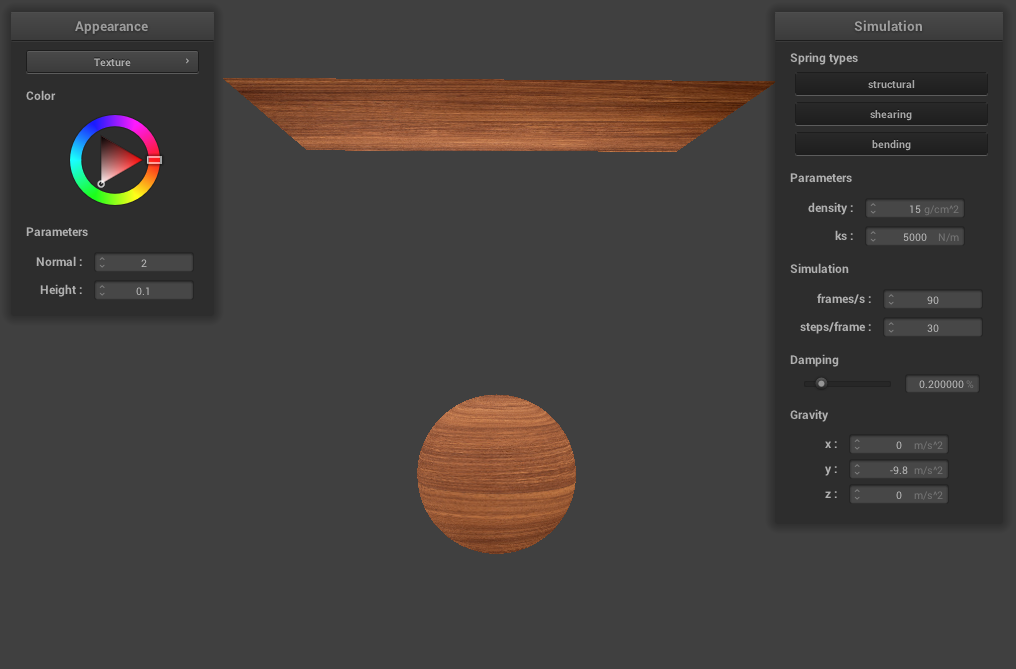 Appearance
Texture ›
Color
Parameters
Normal : 2
Height : 0.1
Simulation
Spring types
structural
shearing
bending
Parameters
density : 15 g/cm^2
ks : 5000 N/m
Simulation
frames/s : 90
steps/frame : 30
Damping
0.200000 %
Gravity
x : 0 m/s^2
y : -9.8 m/s^2
z : 0 m/s^2